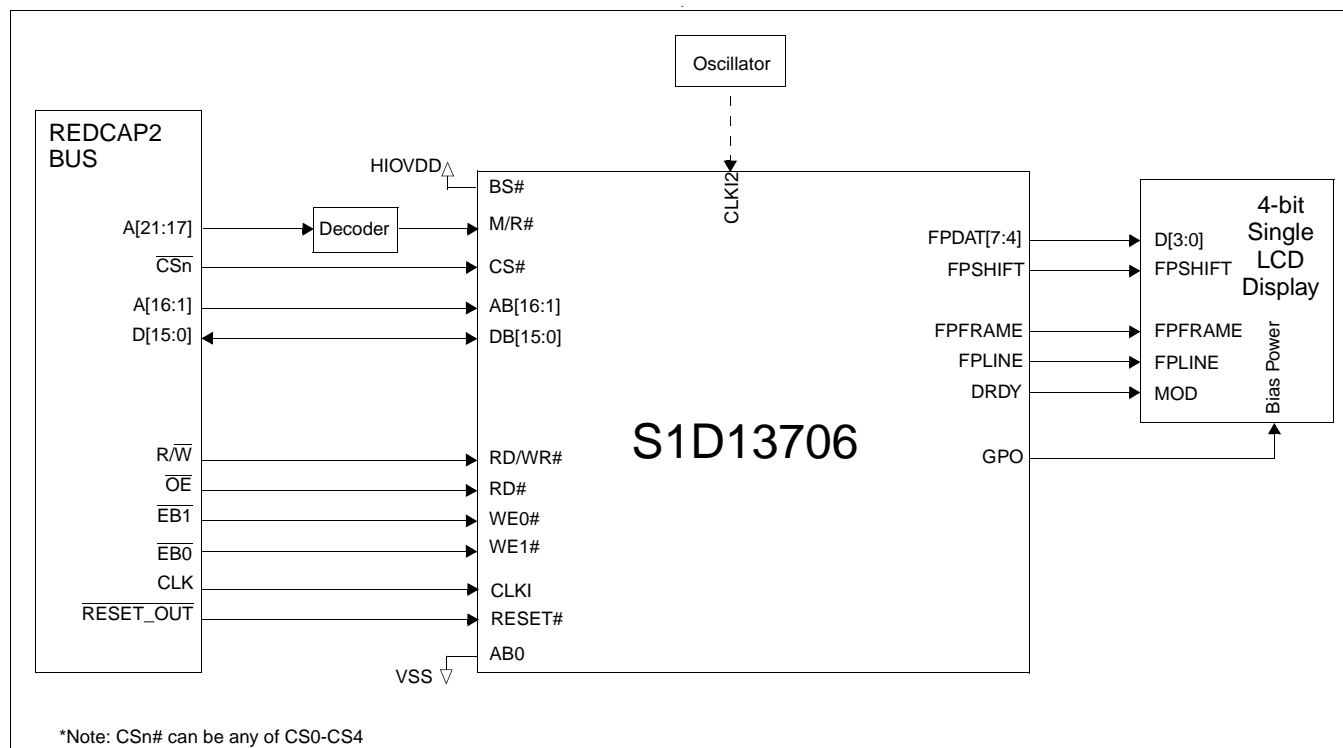 Oscillator
REDCAP2
BUS
HIOVDD
BS#
CLKI2
A[21:17]
Decoder
M/R#
CSn
CS#
A[16:1]
AB[16:1]
D[15:0]
DB[15:0]
R/W
RD/WR#
OE
RD#
EB1
WE0#
EB0
WE1#
CLK
CLKI
RESET_OUT
RESET#
VSS
AB0
S1D13706
FPDAT[7:4]
FPSHIFT
FPFRAME
FPLINE
DRDY
GPO
4-bit
Single
LCD
Display
D[3:0]
FPSHIFT
FPFRAME
FPLINE
MOD
Bias Power
*Note: CSn# can be any of CS0-CS4